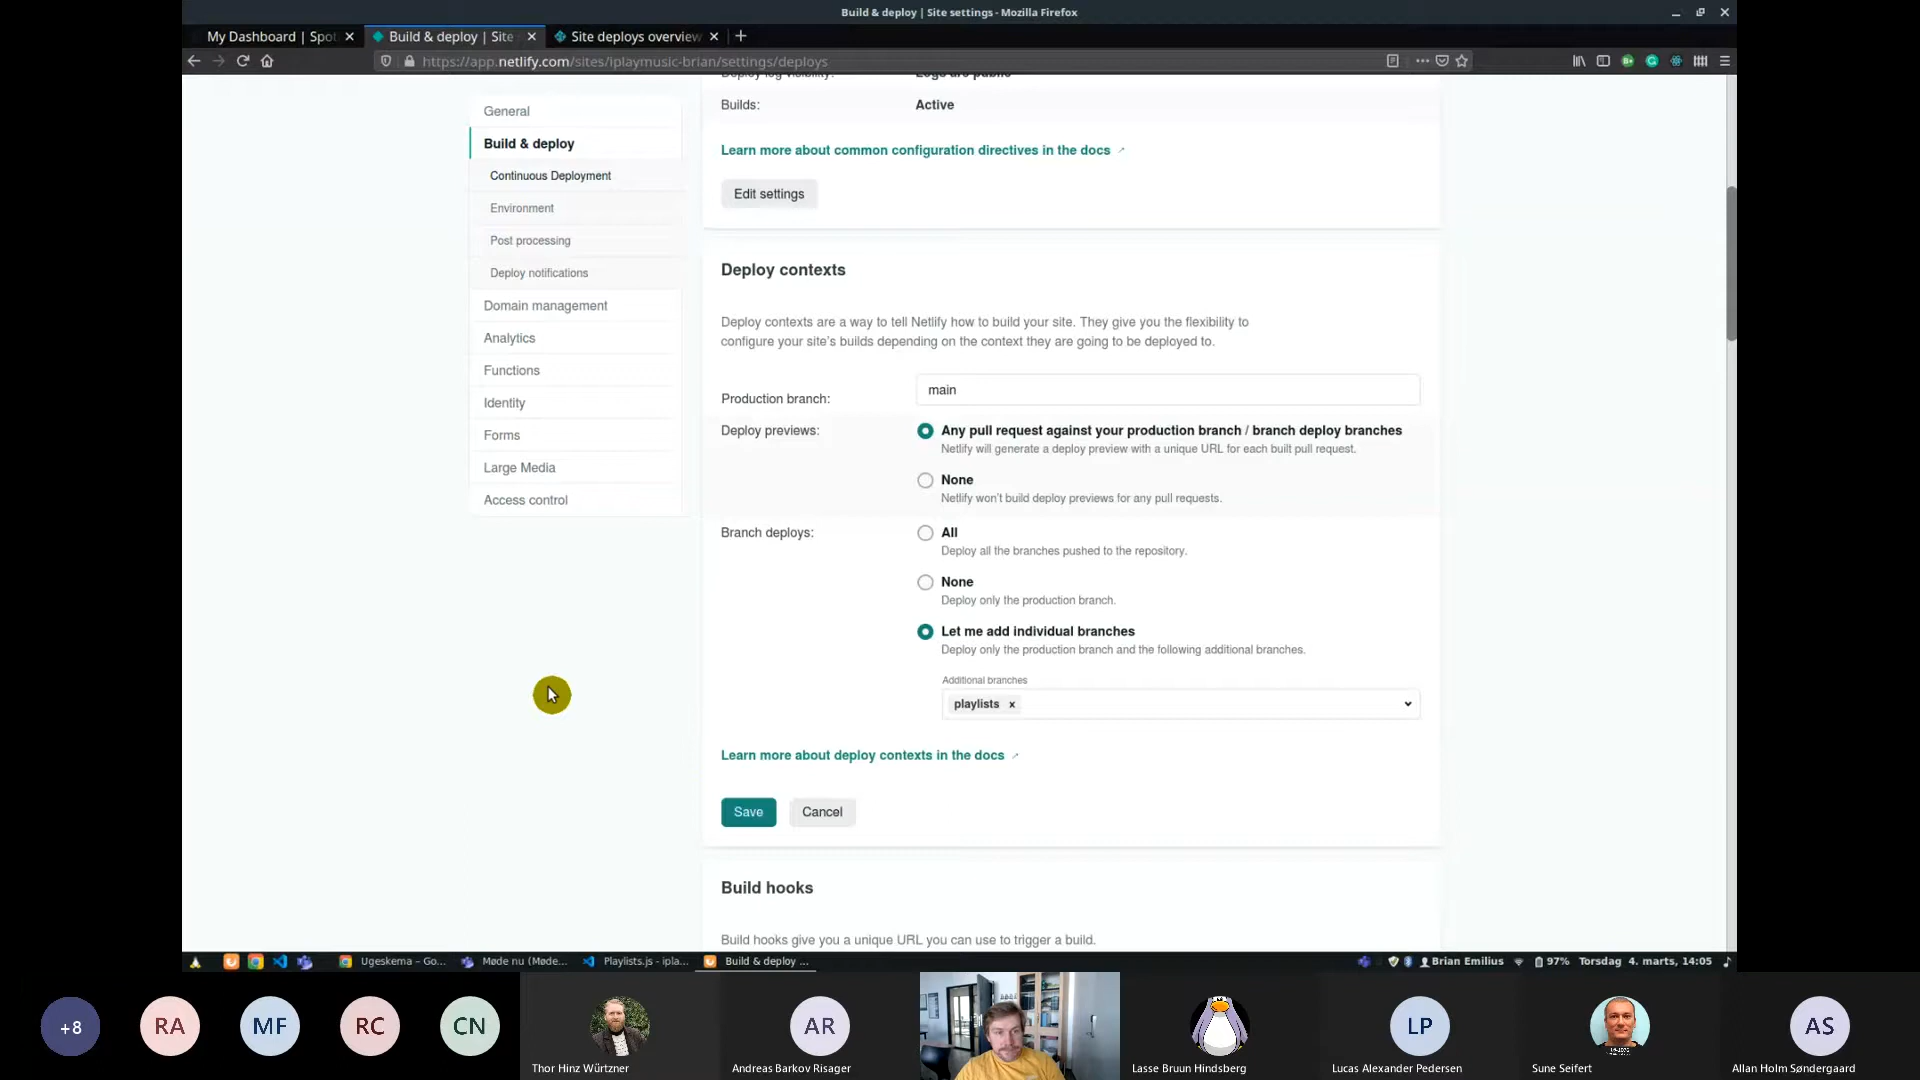 Build & deploy | Site settings - Mozilla Firefox
My Dashboard | Spot
Build & deploy | Site
Site deploys overview
https://app.netlify.com/sites/iplaymusic-brian/settings/deploys
Deploy log visibility: Logs are public
General
Build & deploy
Continuous Deployment
Environment
Post processing
Deploy notifications
Domain management
Analytics
Functions
Identity
Forms
Large Media
Access control
Builds: Active
Learn more about common configuration directives in the docs
Edit settings
Deploy contexts
Deploy contexts are a way to tell Netlify how to build your site. They give you the flexibility to
configure your site's builds depending on the context they are going to be deployed to.
Production branch: main
Deploy previews: Any pull request against your production branch / branch deploy branches
Netlify will generate a deploy preview with a unique URL for each built pull request.
None
Netlify won't build deploy previews for any pull requests.
Branch deploys: All
Deploy all the branches pushed to the repository.
None
Deploy only the production branch.
Let me add individual branches
Deploy only the production branch and the following additional branches.
Additional branches
playlists x
Learn more about deploy contexts in the docs
Save Cancel
Build hooks
Build hooks give you a unique URL you can use to trigger a build.
Ugeskema – Go... Møde nu (Møde... Playlists.js - ipla... Build & deploy ... Brian Emilius 97% Torsdag 4. marts, 14:05
+8 RA MF RC CN AR LP AS
Thor Hinz Würtzner Andreas Barkov Risager Lasse Bruun Hindsberg Lucas Alexander Pedersen Sune Seifert Allan Holm Søndergaard